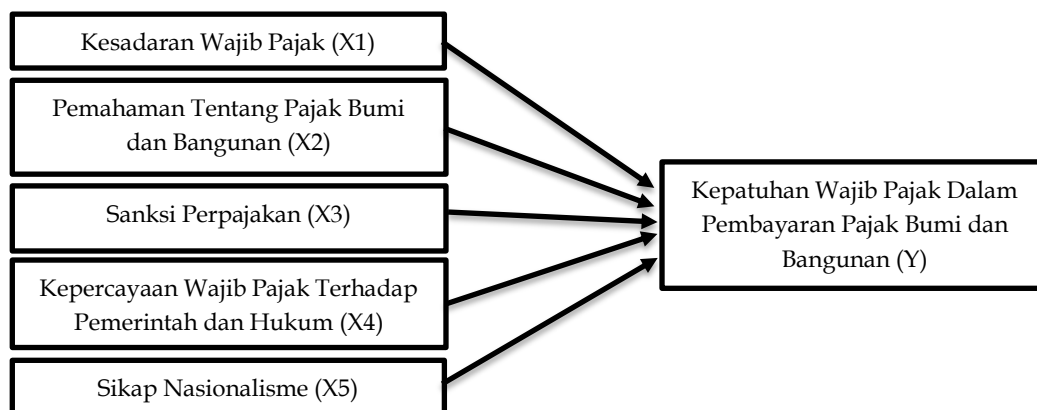 Kesadaran Wajib Pajak (X1)
Pemahaman Tentang Pajak Bumi
dan Bangunan (X2)
Sanksi Perpajakan (X3)
Kepercayaan Wajib Pajak Terhadap
Pemerintah dan Hukum (X4)
Sikap Nasionalisme (X5)
Kepatuhan Wajib Pajak Dalam
Pembayaran Pajak Bumi dan
Bangunan (Y)